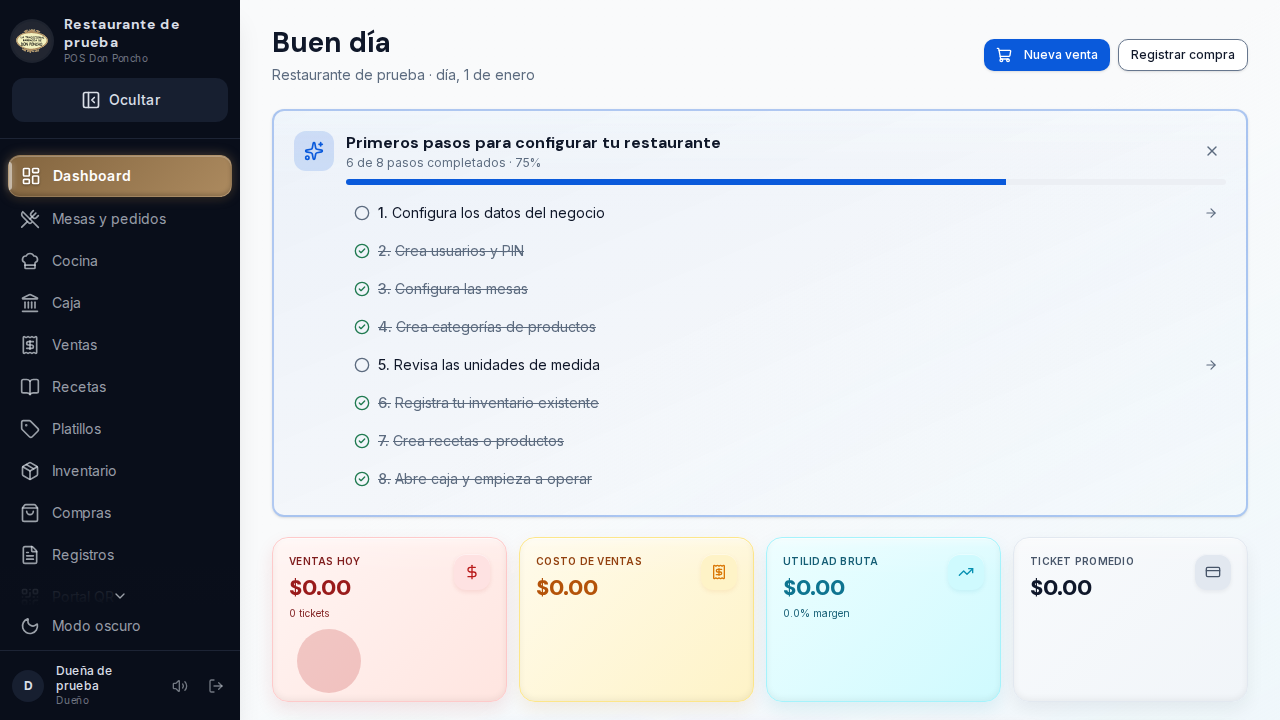 Restaurante de prueba
POS Don Poncho
Ocultar
Dashboard
Mesas y pedidos
Cocina
Caja
Ventas
Recetas
Platillos
Inventario
Compras
Registros
Portal QR
Modo oscuro
D
Dueña de prueba
Dueño
Buen día
Restaurante de prueba · día, 1 de enero
Nueva venta
Registrar compra
Primeros pasos para configurar tu restaurante
6 de 8 pasos completados · 75%
1. Configura los datos del negocio
2. Crea usuarios y PIN
3. Configura las mesas
4. Crea categorías de productos
5. Revisa las unidades de medida
6. Registra tu inventario existente
7. Crea recetas o productos
8. Abre caja y empieza a operar
VENTAS HOY
$0.00
0 tickets
COSTO DE VENTAS
$0.00
UTILIDAD BRUTA
$0.00
0.0% margen
TICKET PROMEDIO
$0.00